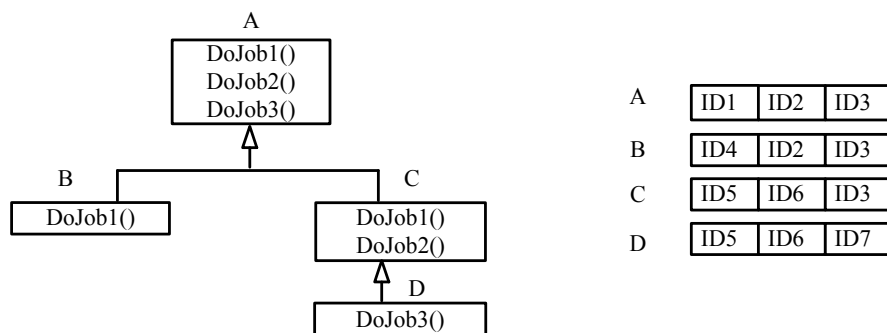 A
DoJob1()
DoJob2()
DoJob3()
B
C
DoJob1()
DoJob1()
DoJob2()
D
DoJob3()
A ID1 ID2 ID3
B ID4 ID2 ID3
C ID5 ID6 ID3
D ID5 ID6 ID7